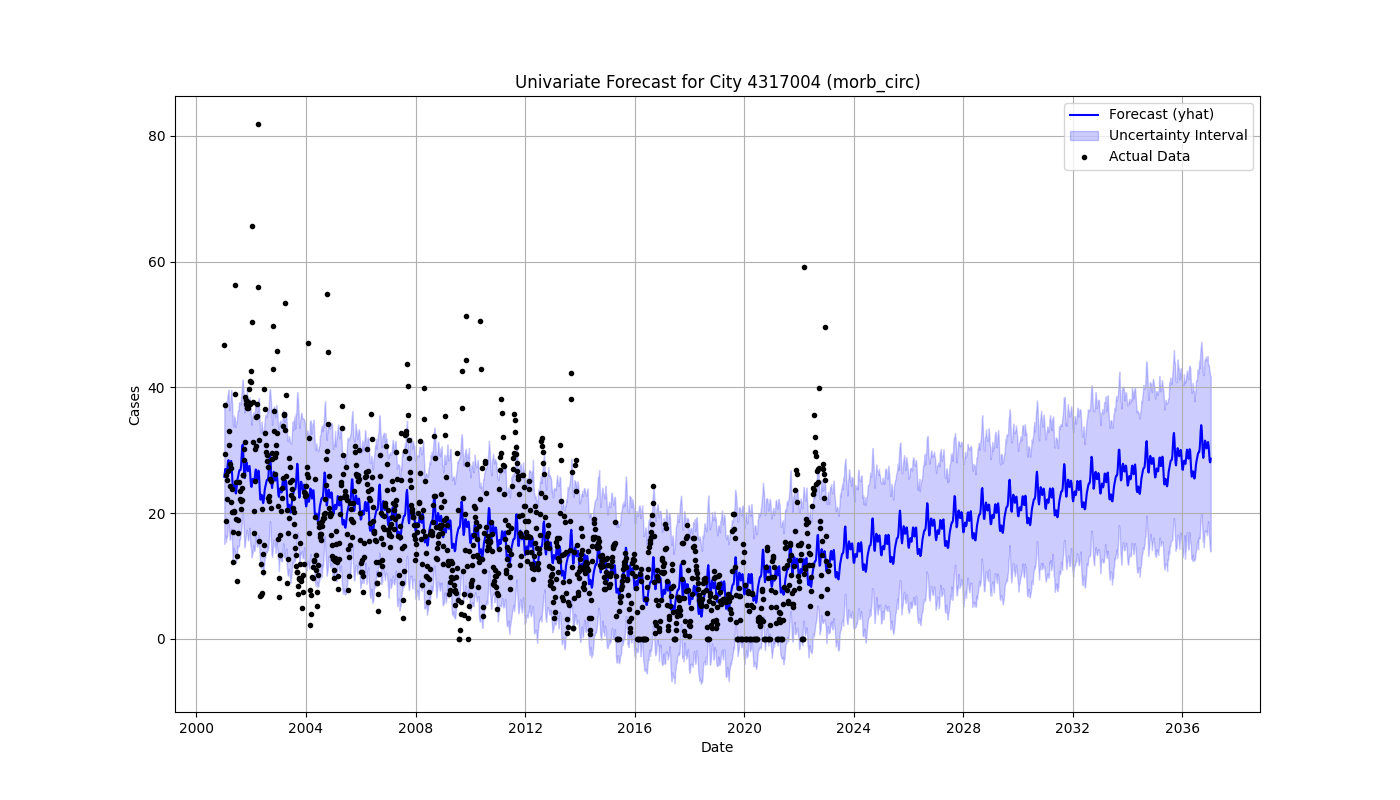 Univariate Forecast for City 4317004 (morb_circ)
Forecast (yhat)
Uncertainty Interval
Actual Data
Cases
80
60
40
20
0
2000 2004 2008 2012 2016 2020 2024 2028 2032 2036
Date